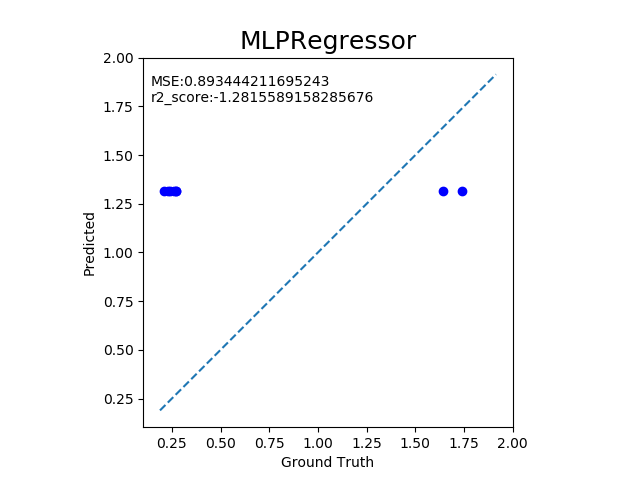 MLPRegressor
MSE:0.893444211695243
r2_score:-1.2815589158285676
2.00
1.75
1.50
1.25
1.00
0.75
0.50
0.25
Predicted
0.25 0.50 0.75 1.00 1.25 1.50 1.75 2.00
Ground Truth